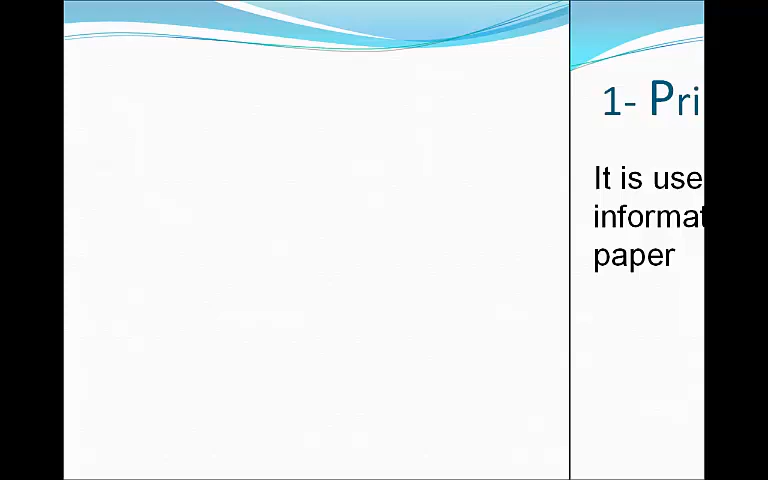 1- Pri
It is use
informat
paper